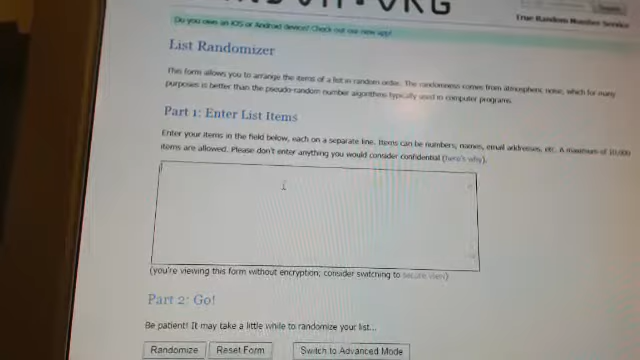 True Random Number Service
Do you own an iOS or Android device? Check out our new app!
List Randomizer
This form allows you to arrange the items of a list in random order. The randomness comes from atmospheric noise, which for many
purposes is better than the pseudo-random number algorithms typically used in computer programs.
Part 1: Enter List Items
Enter your items in the field below, each on a separate line. Items can be numbers, names, email addresses, etc. A maximum of 10,000
items are allowed. Please don't enter anything you would consider confidential (here's why).
(you're viewing this form without encryption; consider switching to secure view)
Part 2: Go!
Be patient! It may take a little while to randomize your list...
Randomize Reset Form Switch to Advanced Mode